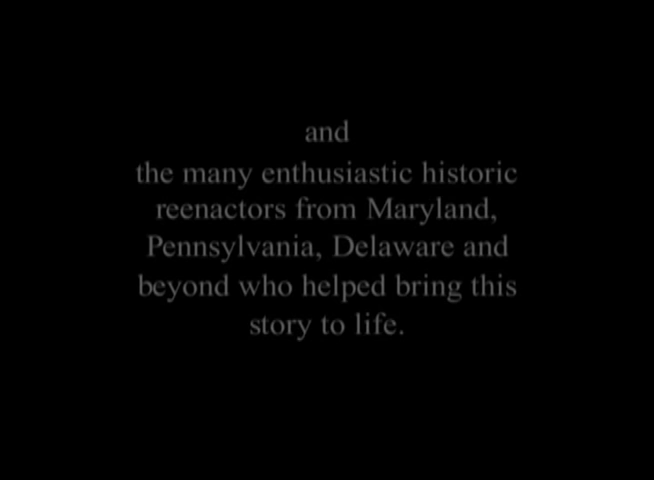 and
the many enthusiastic historic
reenactors from Maryland,
Pennsylvania, Delaware and
beyond who helped bring this
story to life.